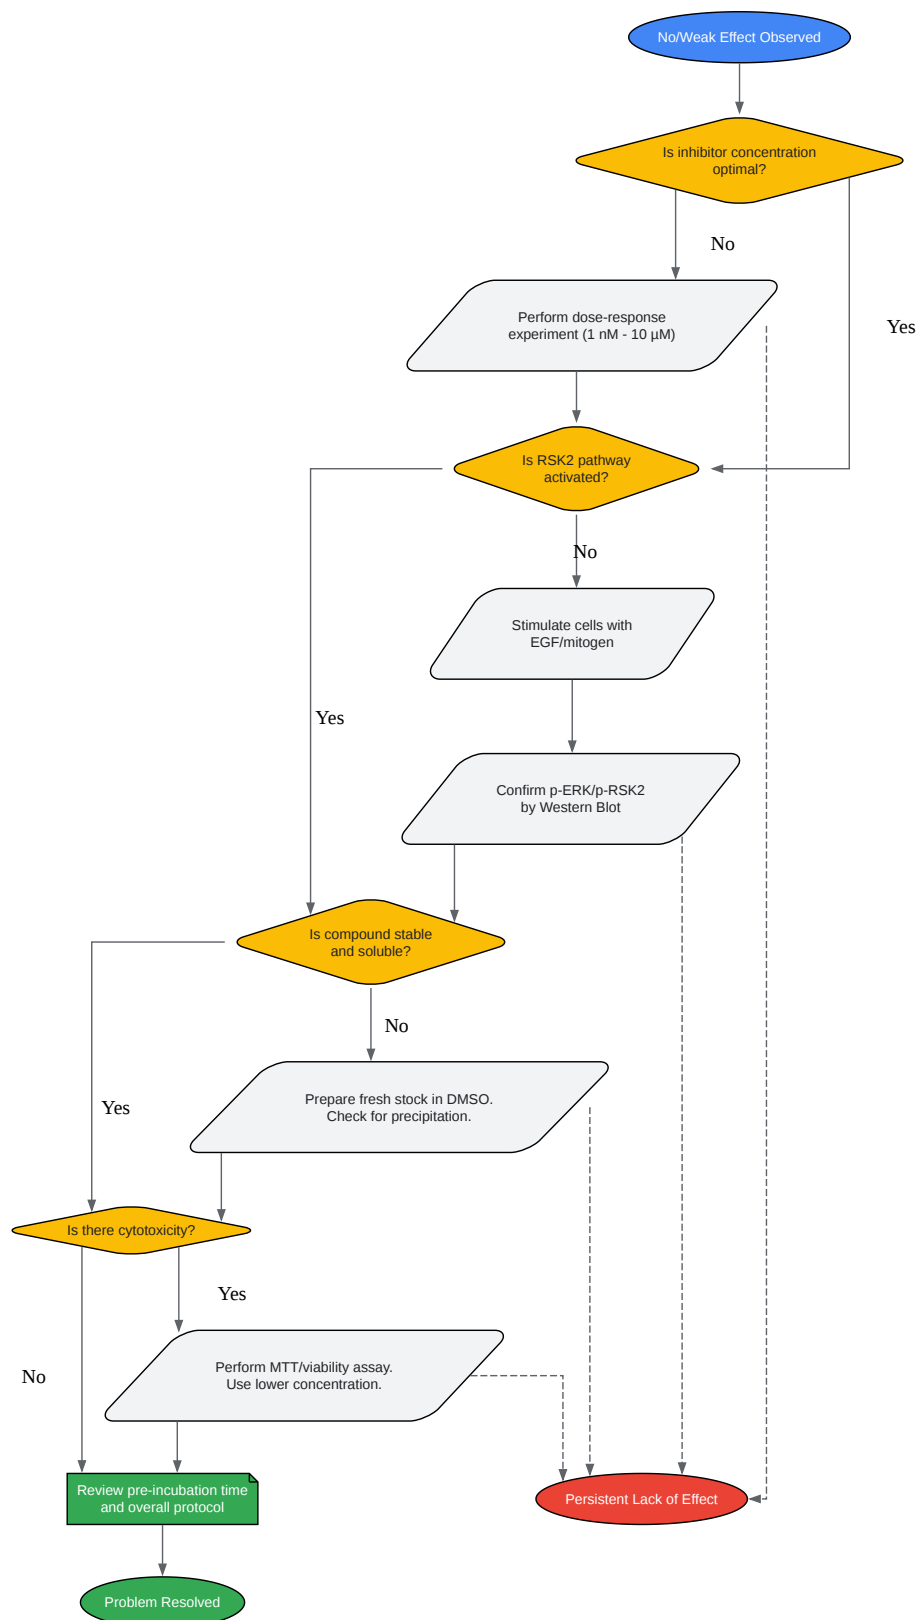 No/Weak Effect Observed
Is inhibitor concentration
optimal?
No
Yes
Perform dose-response
experiment (1 nM - 10 µM)
Is RSK2 pathway
activated?
No
Stimulate cells with
EGF/mitogen
Yes
Confirm p-ERK/p-RSK2
by Western Blot
Is compound stable
and soluble?
No
Prepare fresh stock in DMSO.
Check for precipitation.
Yes
Is there cytotoxicity?
Yes
No
Perform MTT/viability assay.
Use lower concentration.
Review pre-incubation time
and overall protocol
Persistent Lack of Effect
Problem Resolved